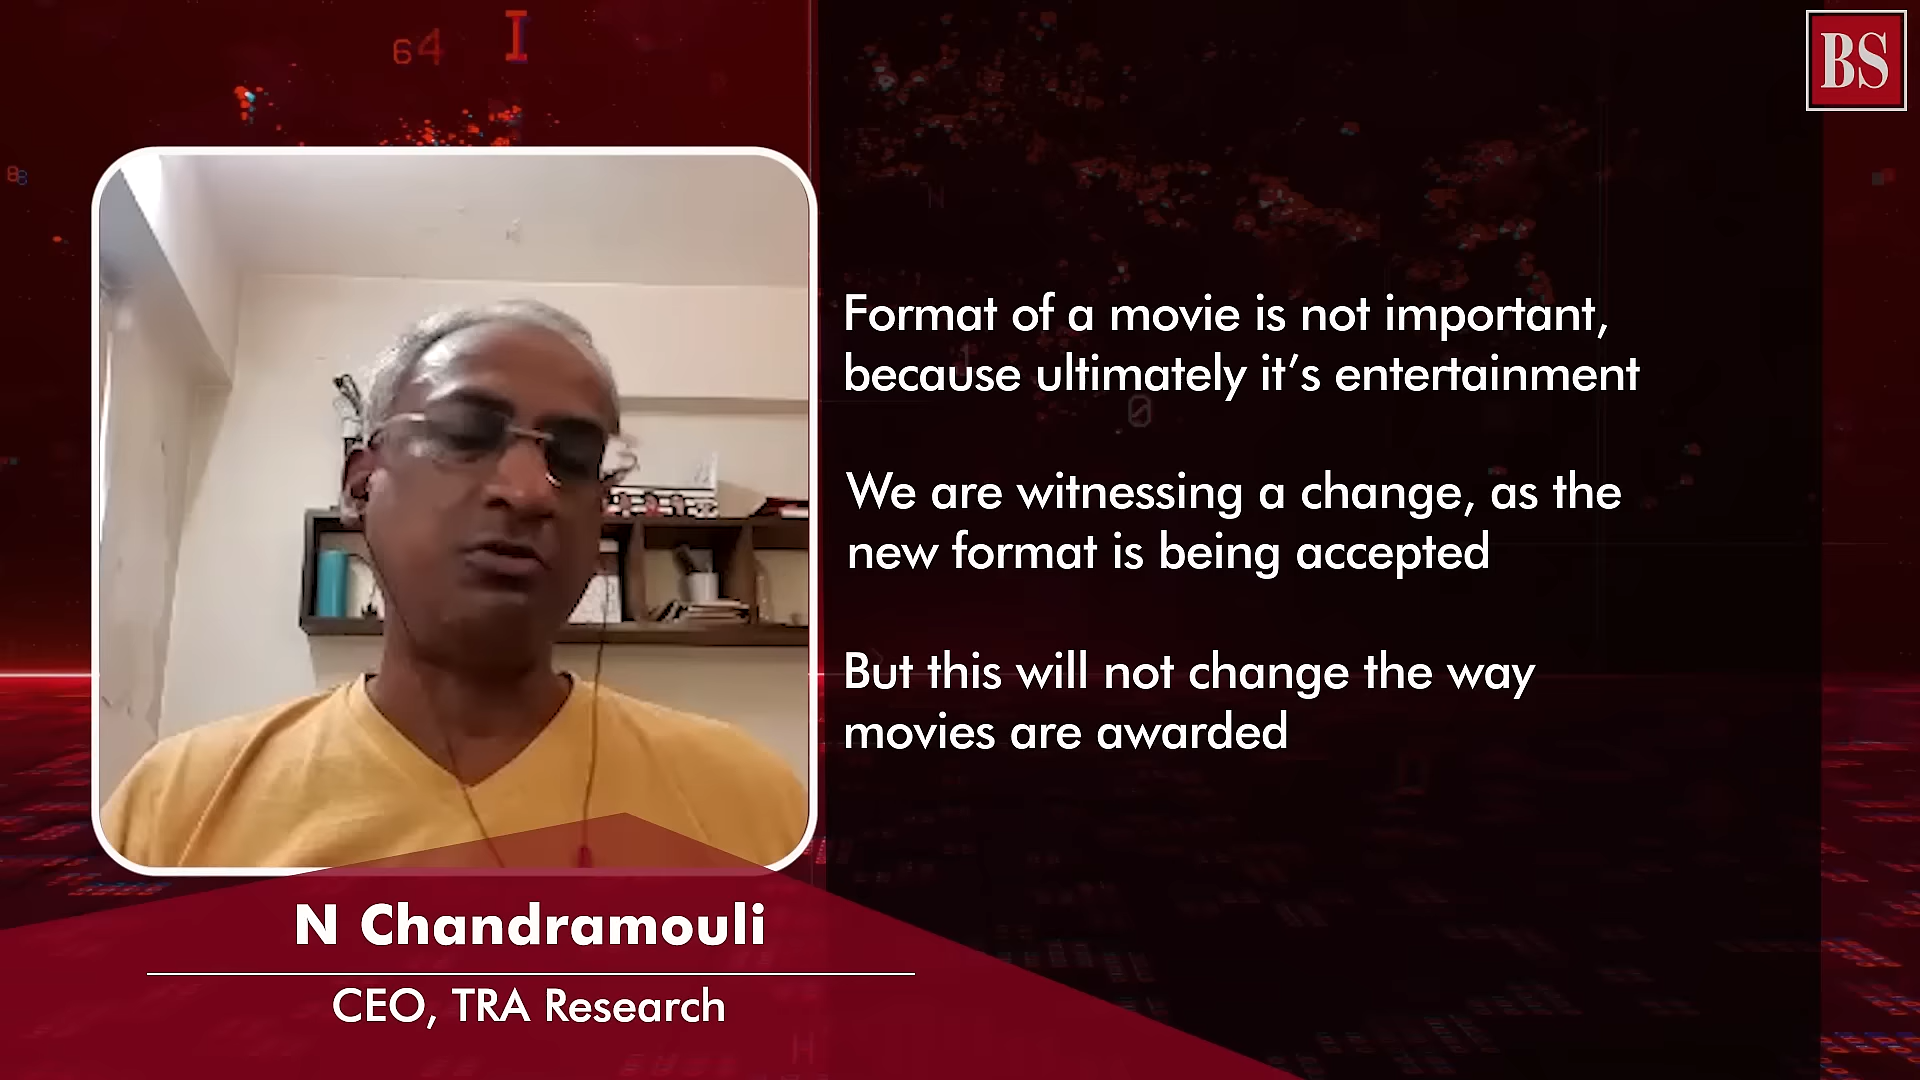 BS
Format of a movie is not important,
because ultimately it’s entertainment
We are witnessing a change, as the
new format is being accepted
But this will not change the way
movies are awarded
N Chandramouli
CEO, TRA Research